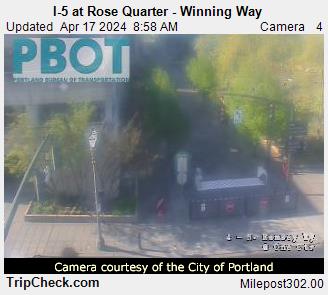 I-5 at Rose Quarter - Winning Way
Updated Apr 17 2024 8:58 AM Camera 4
PBOT
PORTLAND BUREAU OF TRANSPORTATION
Camera courtesy of the City of Portland
TripCheck.com Milepost302.00